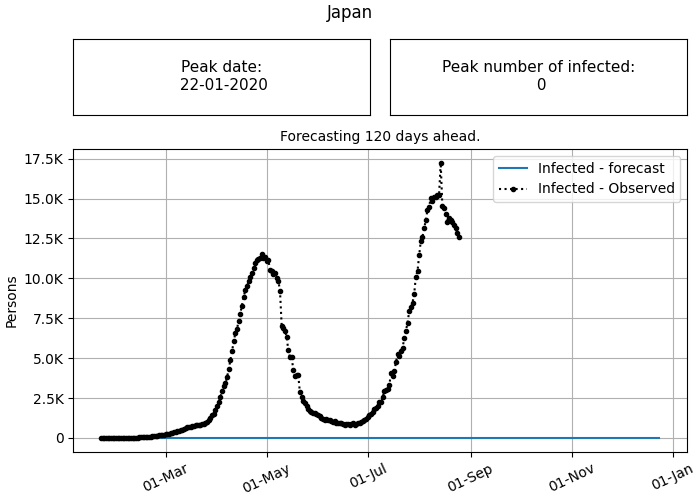 Japan
Peak date:
22-01-2020
Peak number of infected:
0
Forecasting 120 days ahead.
17.5K
15.0K
12.5K
10.0K
7.5K
5.0K
2.5K
0
Persons
Infected - forecast
Infected - Observed
01-Mar
01-May
01-Jul
01-Sep
01-Nov
01-Jan